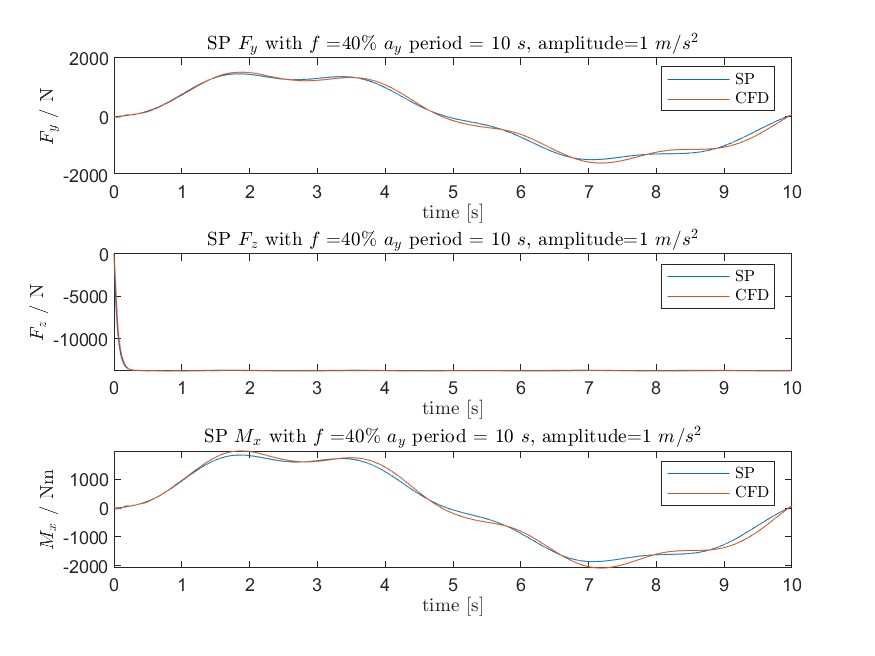 SP F_y with f =40% a_y period = 10 s, amplitude=1 m/s²
2000
0
-2000
F_y / N
SP
CFD
0 1 2 3 4 5 6 7 8 9 10
time [s]
SP F_z with f =40% a_y period = 10 s, amplitude=1 m/s²
0
-5000
-10000
F_z / N
SP
CFD
0 1 2 3 4 5 6 7 8 9 10
time [s]
SP M_x with f =40% a_y period = 10 s, amplitude=1 m/s²
1000
0
-1000
-2000
M_x / Nm
SP
CFD
0 1 2 3 4 5 6 7 8 9 10
time [s]